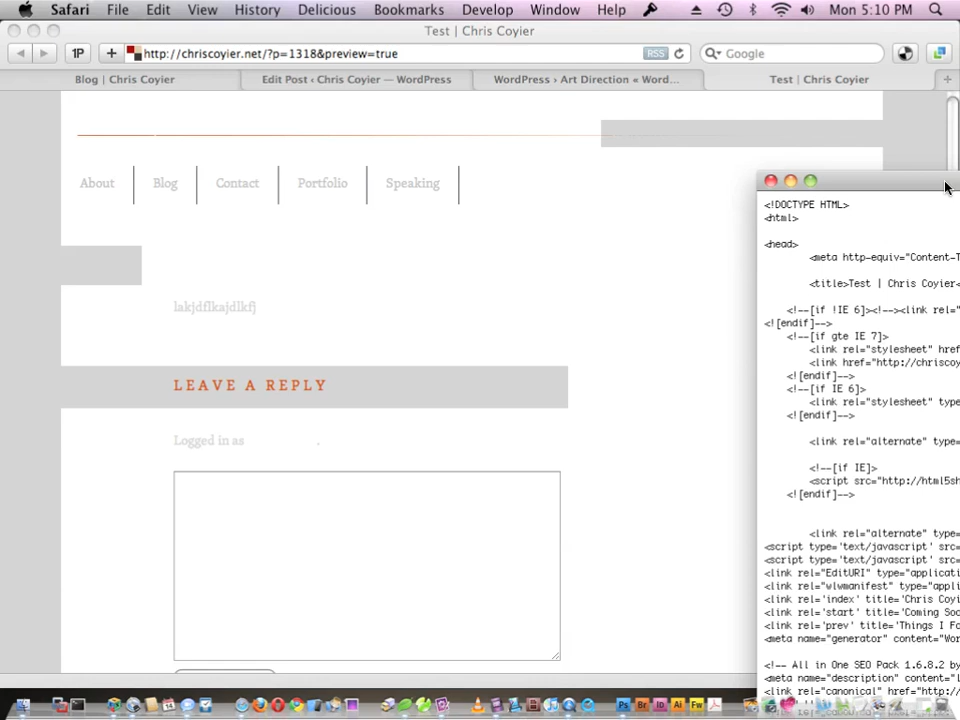 Safari File Edit View History Delicious Bookmarks Develop Window Help Mon 5:10 PM
Test | Chris Coyier
1P + http://chriscoyier.net/?p=1318&preview=true RSS Google
Blog | Chris Coyier Edit Post ‹ Chris Coyier — WordPress WordPress › Art Direction « Word... Test | Chris Coyier +
About Blog Contact Portfolio Speaking
lakjdflkajdlkfj
LEAVE A REPLY
Logged in as .
<!DOCTYPE HTML>
<html>
<head>
<meta http-equiv="Content-T
<title>Test | Chris Coyier<
<!--[if !IE 6]><!--><link rel="
<![endif]-->
<!--[if gte IE 7]>
<link rel="stylesheet" href
<link href="http://chriscoy
<![endif]-->
<!--[if IE 6]>
<link rel="stylesheet" type
<![endif]-->
<link rel="alternate" type=
<!--[if IE]>
<script src="http://html5sh
<![endif]-->
<link rel="alternate" type=
<script type='text/javascript' src=
<script type='text/javascript' src=
<link rel="EditURI" type="applicati
<link rel="wlwmanifest" type="appli
<link rel='index' title='Chris Coyi
<link rel='start' title='Coming Soo
<link rel='prev' title='Things I Fo
<meta name="generator" content="Wor
<!-- All in One SEO Pack 1.6.8.2 by
<meta name="description" content="l
<link rel="canonical" href="http://
Ps Br Id Ai Fw